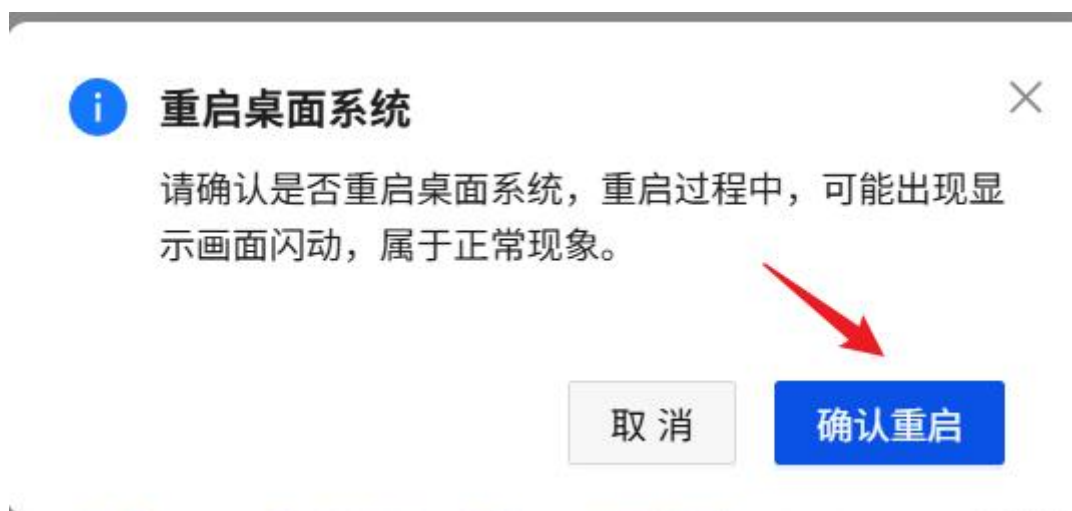 重启桌面系统
请确认是否重启桌面系统，重启过程中，可能出现显
示画面闪动，属于正常现象。
取 消
确认重启